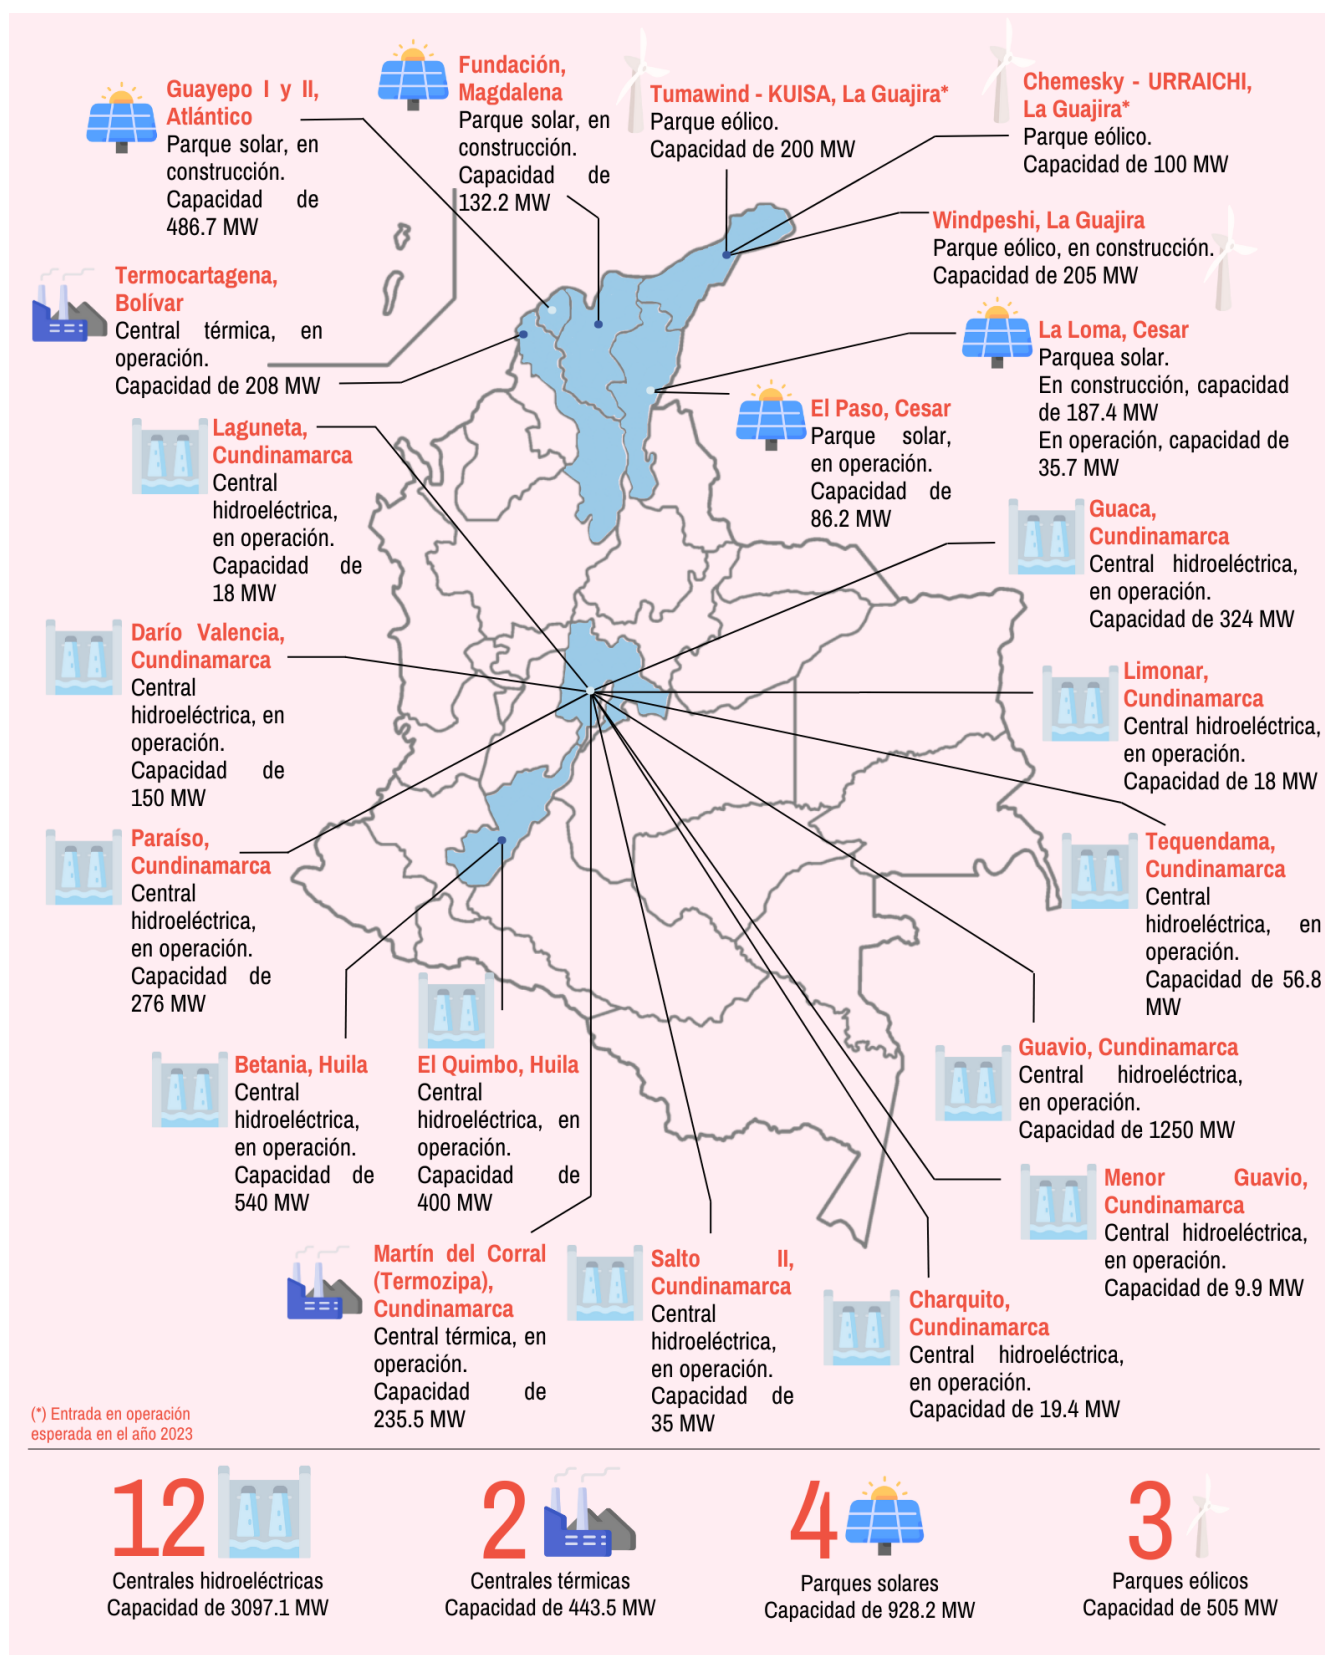 Guayepo I y II,
Atlántico
Parque solar, en
construcción.
Capacidad de
486.7 MW
Fundación,
Magdalena
Parque solar, en
construcción.
Capacidad de
132.2 MW
Tumawind - KUISA, La Guajira*
Parque eólico.
Capacidad de 200 MW
Chemesky - URRAICHI,
La Guajira*
Parque eólico.
Capacidad de 100 MW
Windpeshi, La Guajira
Parque eólico, en construcción.
Capacidad de 205 MW
Termocartagena,
Bolívar
Central térmica, en
operación.
Capacidad de 208 MW
La Loma, Cesar
Parquea solar.
En construcción, capacidad
de 187.4 MW
En operación, capacidad de
35.7 MW
El Paso, Cesar
Parque solar,
en operación.
Capacidad de
86.2 MW
Laguneta,
Cundinamarca
Central
hidroeléctrica,
en operación.
Capacidad de
18 MW
Guaca,
Cundinamarca
Central hidroeléctrica,
en operación.
Capacidad de 324 MW
Darío Valencia,
Cundinamarca
Central
hidroeléctrica, en
operación.
Capacidad de
150 MW
Limonar,
Cundinamarca
Central hidroeléctrica,
en operación.
Capacidad de 18 MW
Paraíso,
Cundinamarca
Central
hidroeléctrica,
en operación.
Capacidad de
276 MW
Tequendama,
Cundinamarca
Central
hidroeléctrica, en
operación.
Capacidad de 56.8
MW
Betania, Huila
Central
hidroeléctrica,
en operación.
Capacidad de
540 MW
El Quimbo, Huila
Central
hidroeléctrica, en
operación.
Capacidad de
400 MW
Guavio, Cundinamarca
Central hidroeléctrica,
en operación.
Capacidad de 1250 MW
Menor Guavio,
Cundinamarca
Central hidroeléctrica,
en operación.
Capacidad de 9.9 MW
Martín del Corral
(Termozipa),
Cundinamarca
Central térmica, en
operación.
Capacidad de
235.5 MW
Salto II,
Cundinamarca
Central
hidroeléctrica,
en operación.
Capacidad de
35 MW
Charquito,
Cundinamarca
Central hidroeléctrica,
en operación.
Capacidad de 19.4 MW
(*) Entrada en operación
esperada en el año 2023
12
Centrales hidroeléctricas
Capacidad de 3097.1 MW
2
Centrales térmicas
Capacidad de 443.5 MW
4
Parques solares
Capacidad de 928.2 MW
3
Parques eólicos
Capacidad de 505 MW